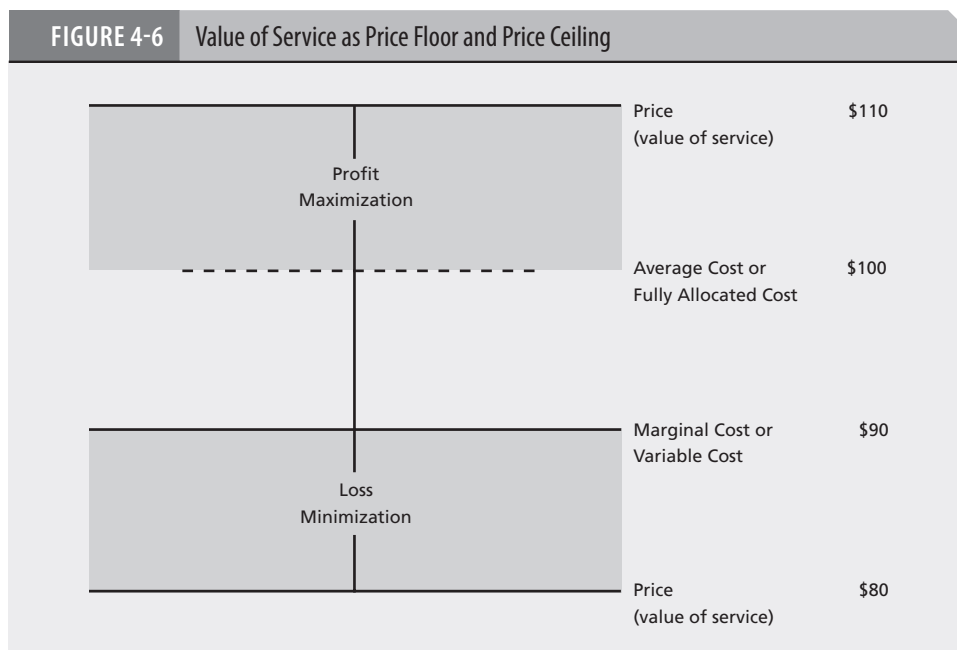 FIGURE 4-6 Value of Service as Price Floor and Price Ceiling
Price $110
(value of service)
Profit
Maximization
Average Cost or $100
Fully Allocated Cost
Marginal Cost or $90
Variable Cost
Loss
Minimization
Price $80
(value of service)